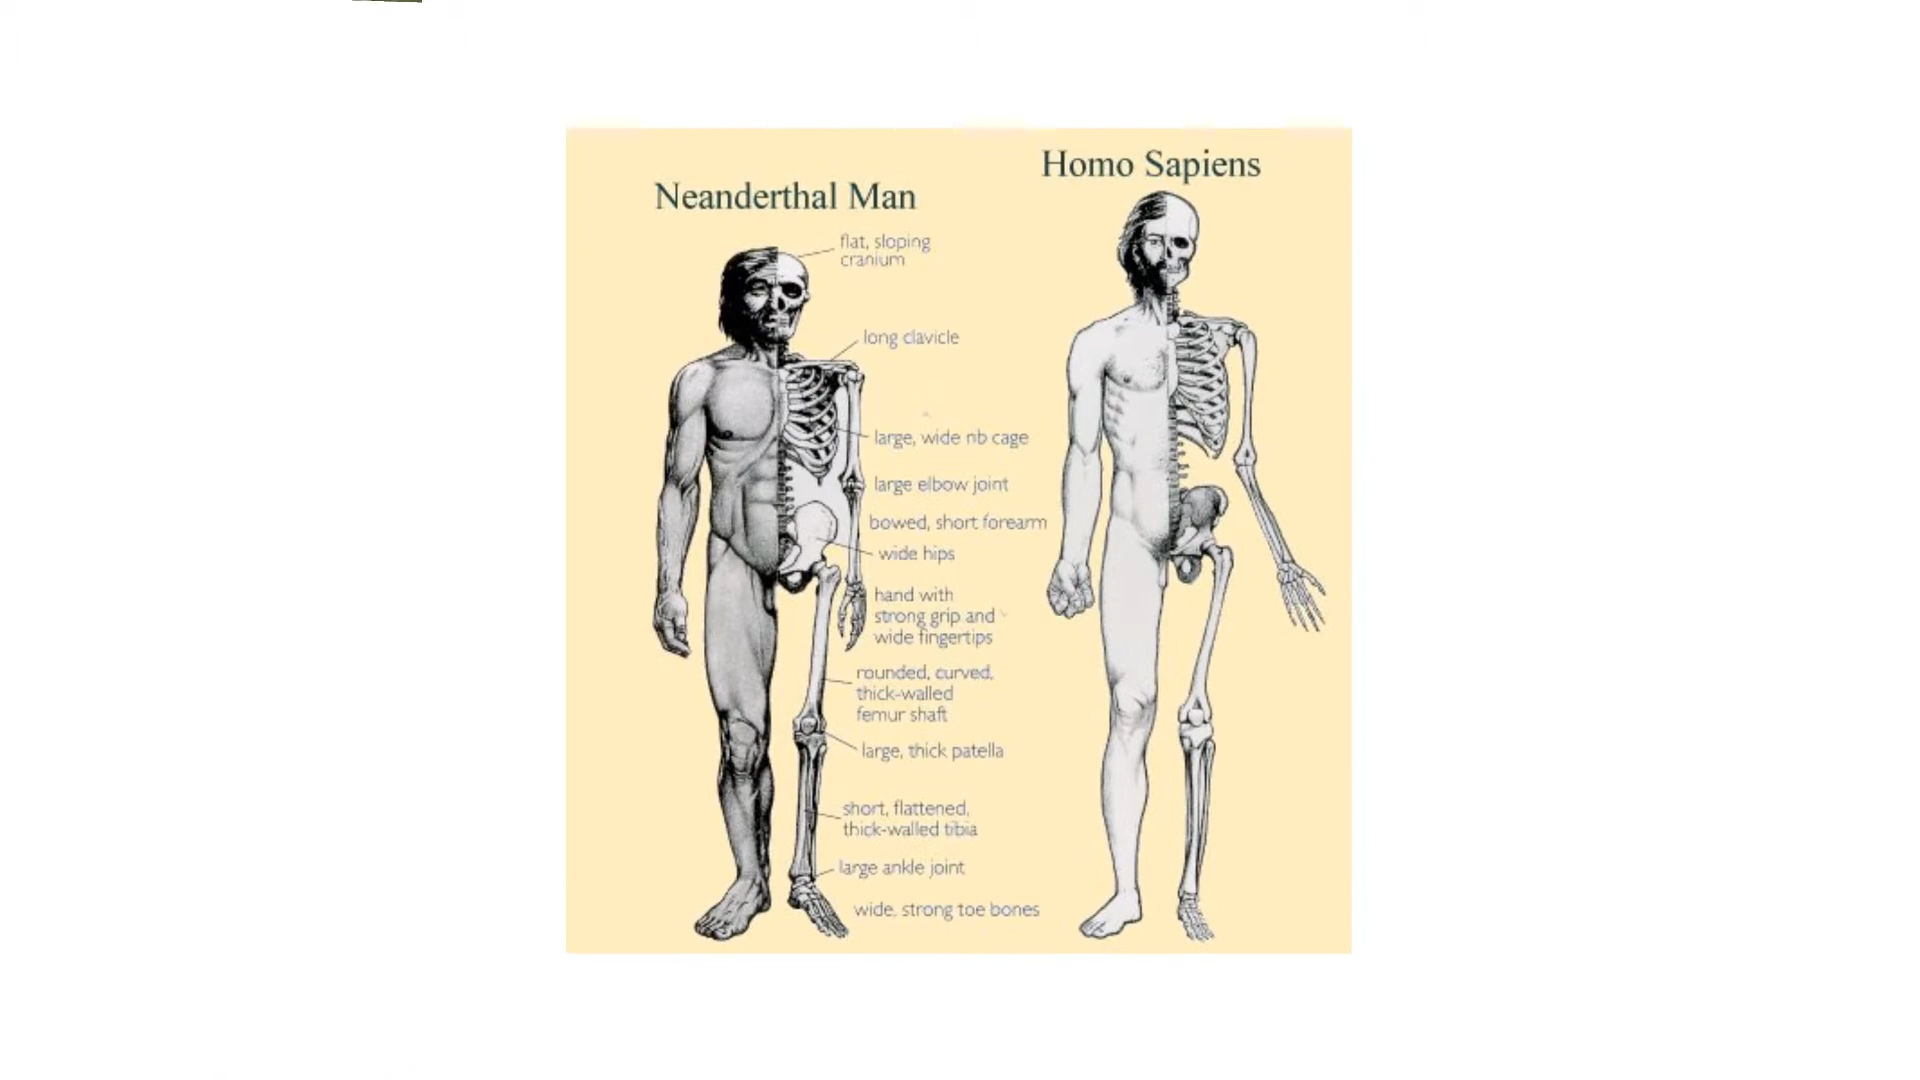 Homo Sapiens
Neanderthal Man
flat, sloping
cranium
long clavicle
large, wide rib cage
large elbow joint
bowed, short forearm
wide hips
hand with
strong grip and
wide fingertips
rounded, curved,
thick-walled
femur shaft
large, thick patella
short, flattened,
thick-walled tibia
large ankle joint
wide, strong toe bones